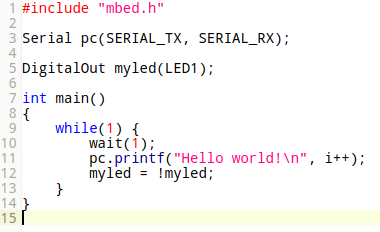 1 #include "mbed.h"
2
3 Serial pc(SERIAL_TX, SERIAL_RX);
4
5 DigitalOut myled(LED1);
6
7 int main()
8 {
9     while(1) {
10         wait(1);
11         pc.printf("Hello world!\n", i++);
12         myled = !myled;
13     }
14 }
15